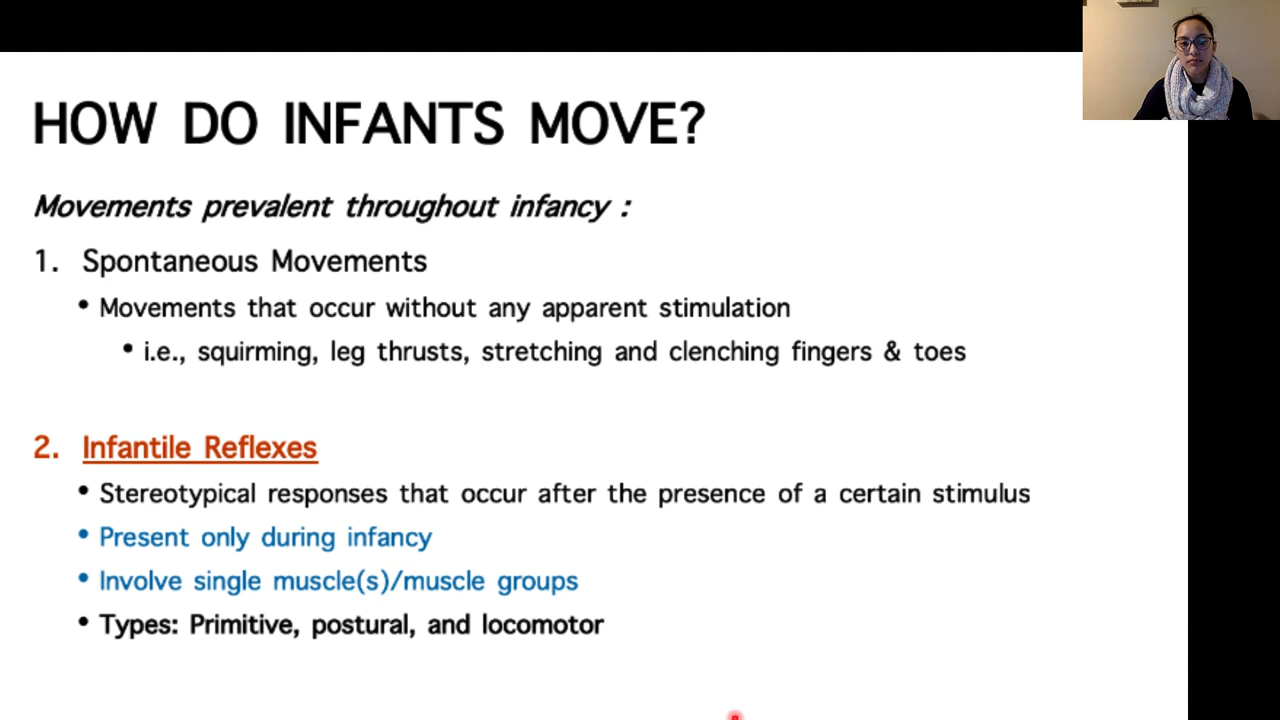 HOW DO INFANTS MOVE?
Movements prevalent throughout infancy :
1. Spontaneous Movements
• Movements that occur without any apparent stimulation
• i.e., squirming, leg thrusts, stretching and clenching fingers & toes
2. Infantile Reflexes
• Stereotypical responses that occur after the presence of a certain stimulus
• Present only during infancy
• Involve single muscle(s)/muscle groups
• Types: Primitive, postural, and locomotor